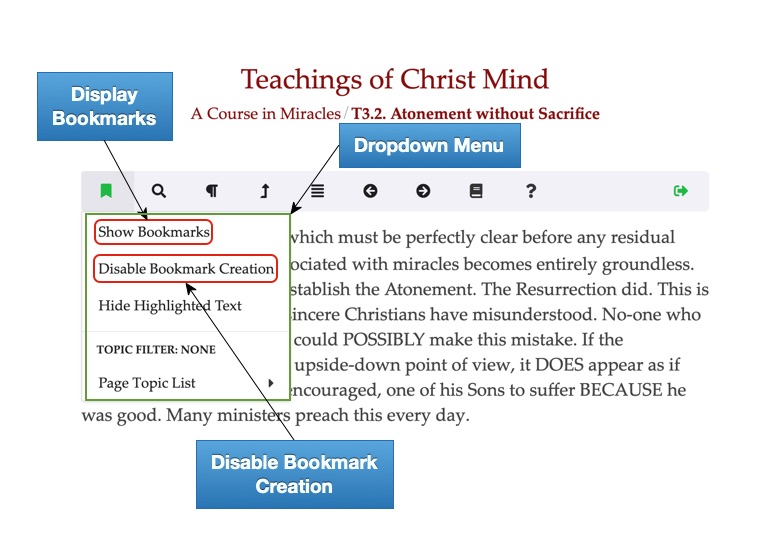 Teachings of Christ Mind
Display
Bookmarks
A Course in Miracles / T3.2. Atonement without Sacrifice
Dropdown Menu
?
Show Bookmarks
Disable Bookmark Creation
Hide Highlighted Text
TOPIC FILTER: NONE
Page Topic List
which must be perfectly clear before any residual
ociated with miracles becomes entirely groundless.
stablish the Atonement. The Resurrection did. This is
incere Christians have misunderstood. No-one who
could POSSIBLY make this mistake. If the
upside-down point of view, it DOES appear as if
ncouraged, one of his Sons to suffer BECAUSE he
was good. Many ministers preach this every day.
Disable Bookmark
Creation